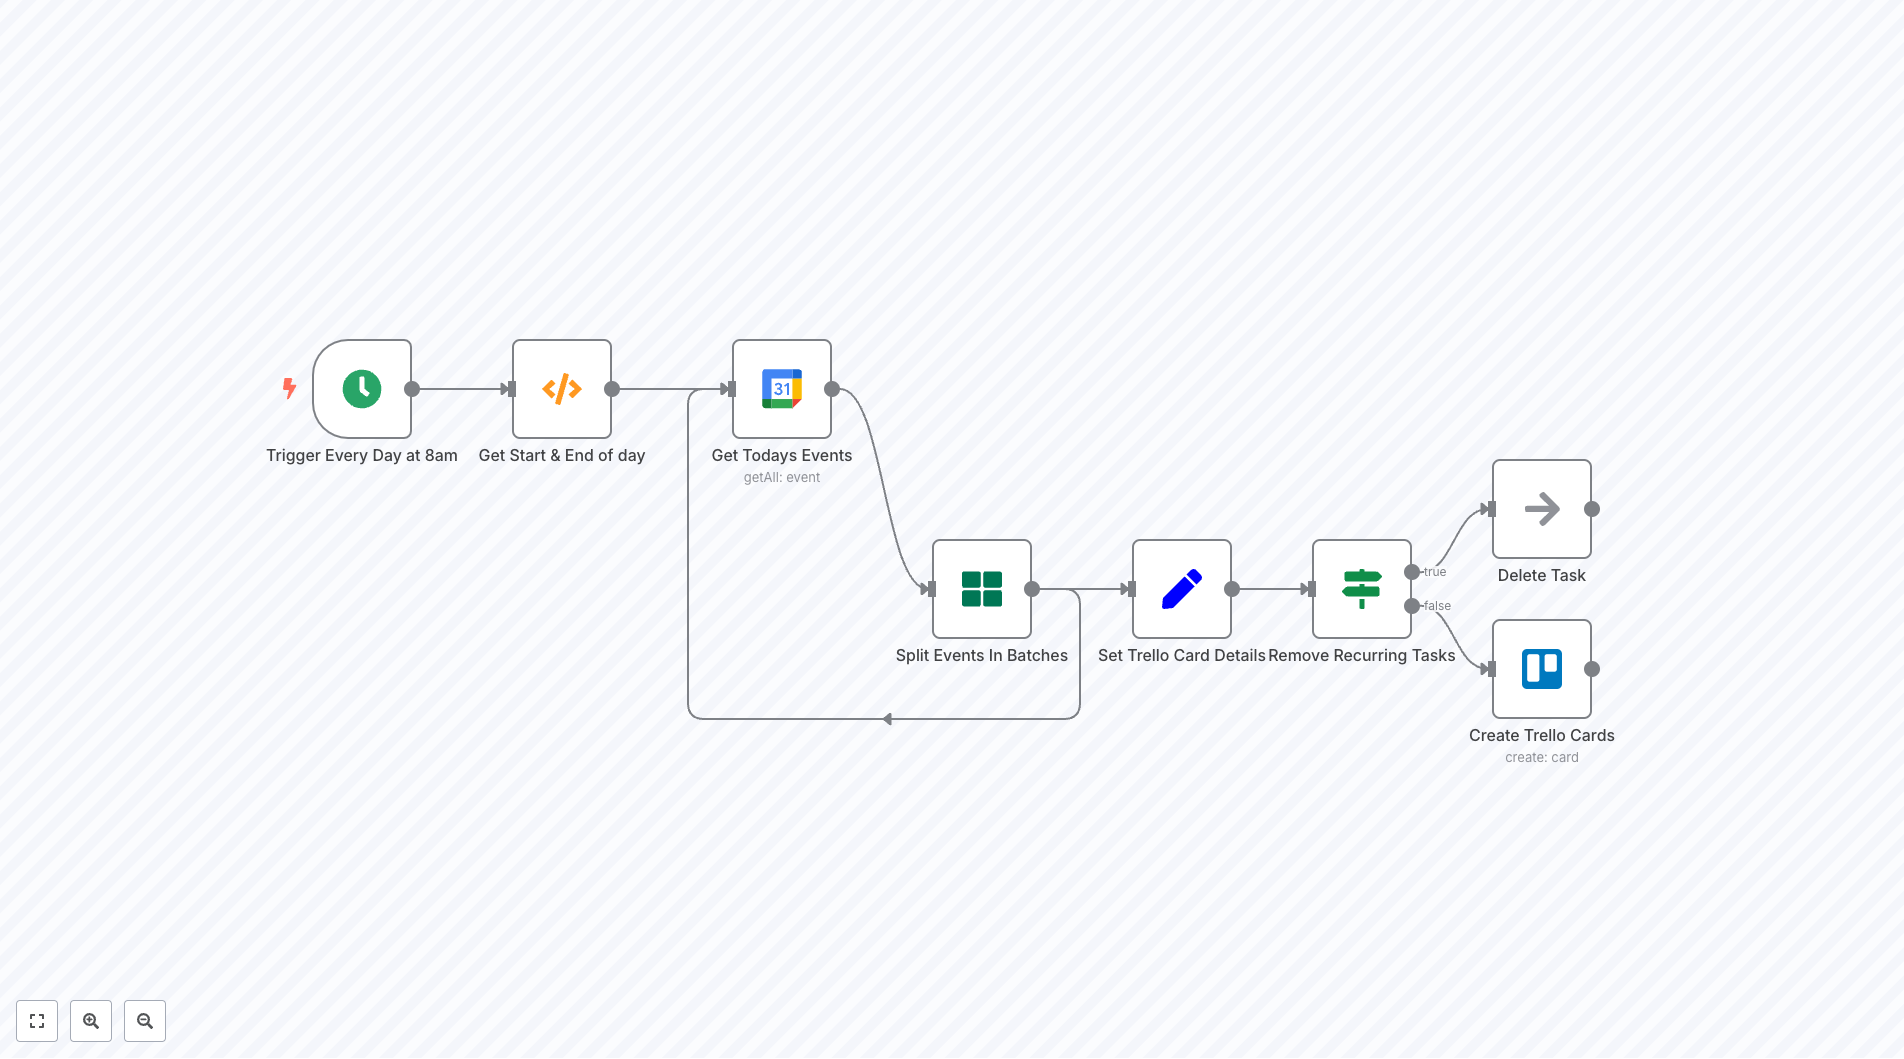 Trigger Every Day at 8am
Get Start & End of day
31
Get Todays Events
getAll: event
Split Events In Batches
Set Trello Card Details
Remove Recurring Tasks
true
false
Delete Task
Create Trello Cards
create: card